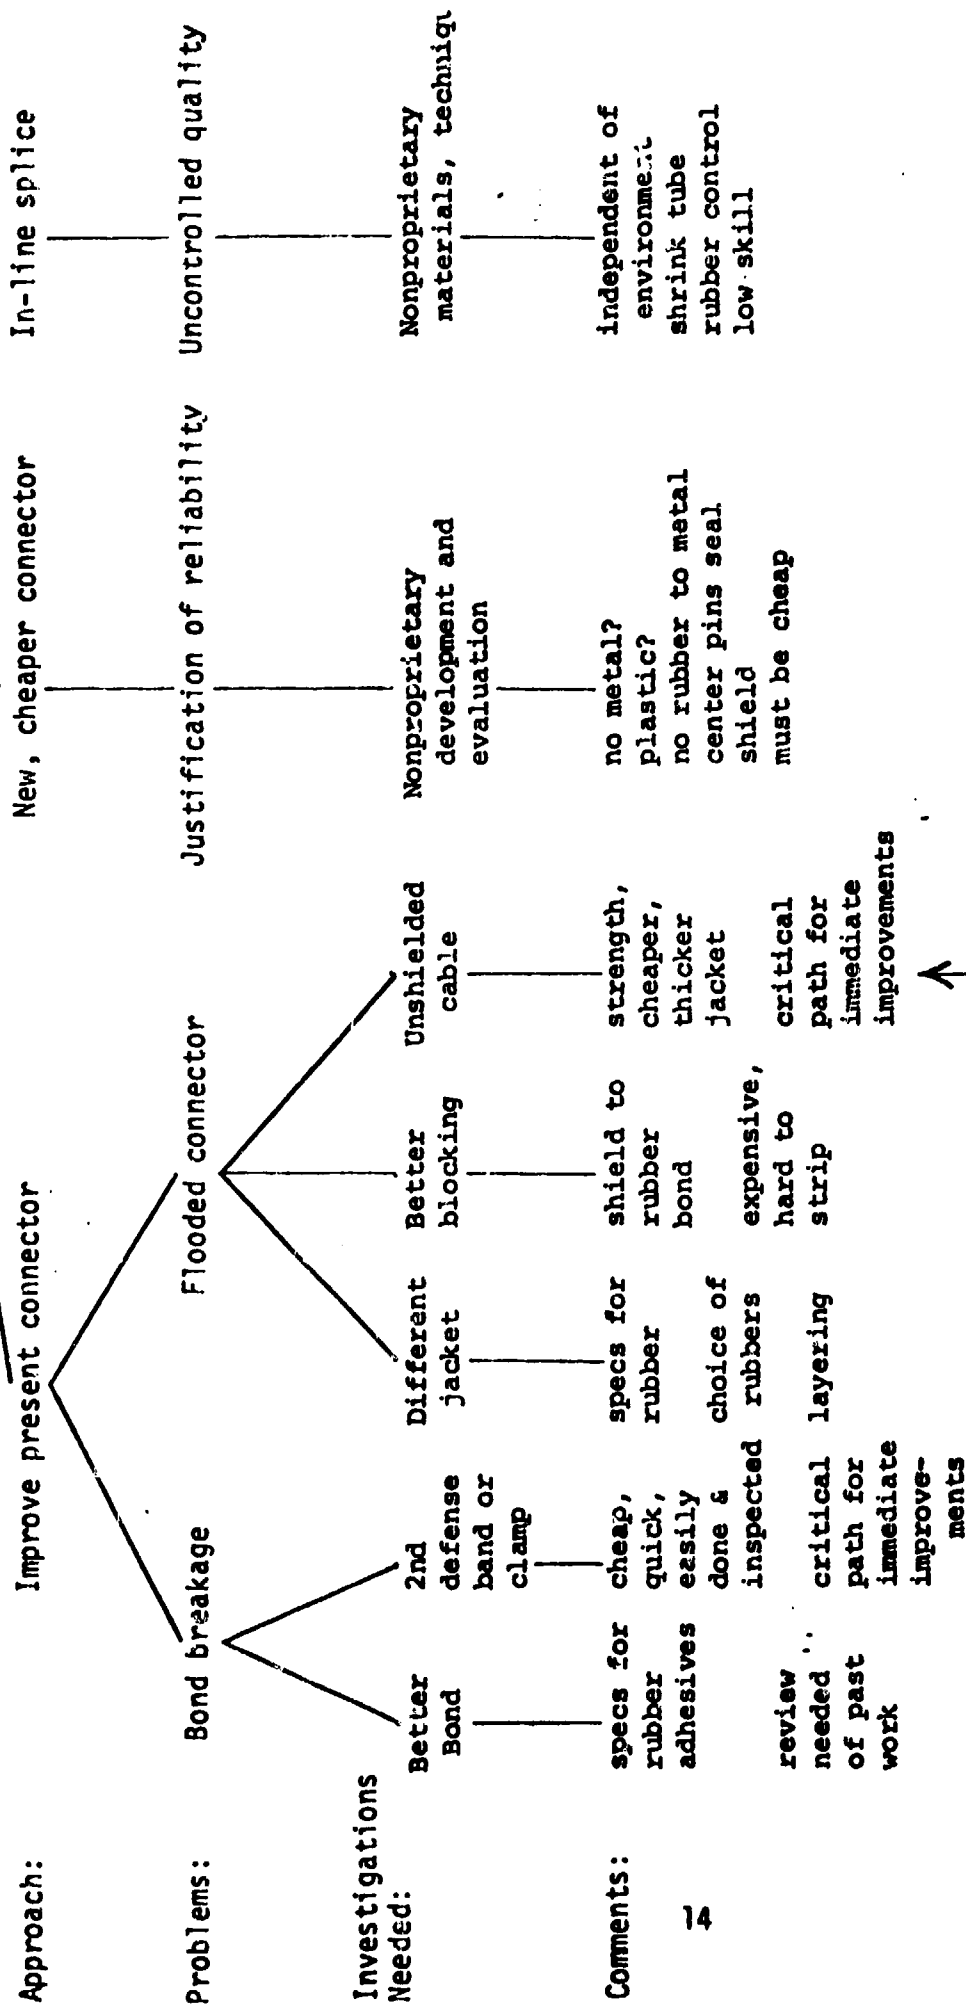 Approach:
Improve present connector
New, cheaper connector
In-line splice
Problems:
Bond breakage
Flooded connector
Justification of reliability
Uncontrolled quality
Investigations
Needed:
Better
Bond
2nd
defense
band or
clamp
Different
jacket
Better
blocking
Unshielded
cable
Nonproprietary
development and
evaluation
Nonproprietary
materials, techniqu
Comments:
specs for
rubber
adhesives
review
needed
of past
work
cheap,
quick,
easily
done &
inspected
critical
path for
immediate
improve-
ments
specs for
rubber
choice of
rubbers
layering
shield to
rubber
bond
expensive,
hard to
strip
strength,
cheaper,
thicker
jacket
critical
path for
immediate
improvements
no metal?
plastic?
no rubber to metal
center pins seal
shield
must be cheap
independent of
environment
shrink tube
rubber control
low skill
14